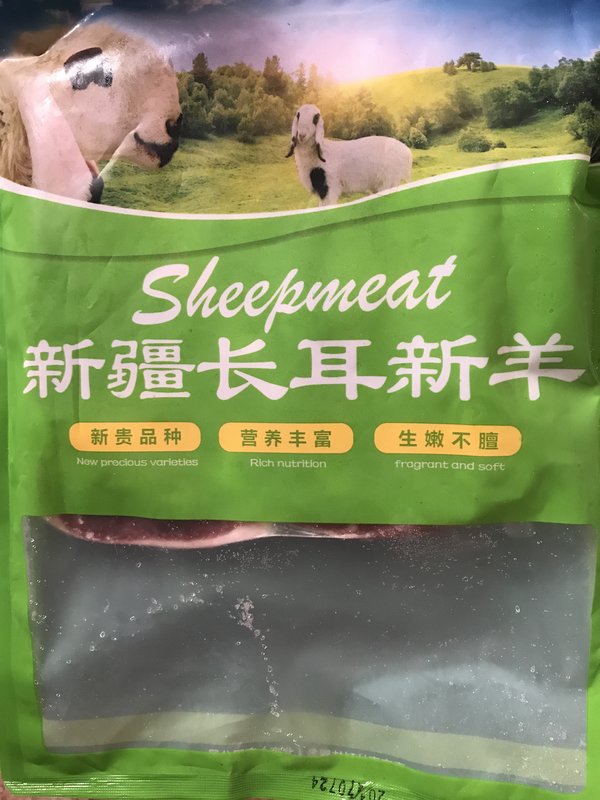 Sheepmeat
新疆长耳新羊
新贵品种 营养丰富 生嫩不膻
New precious varieties Rich nutrition fragrant and soft